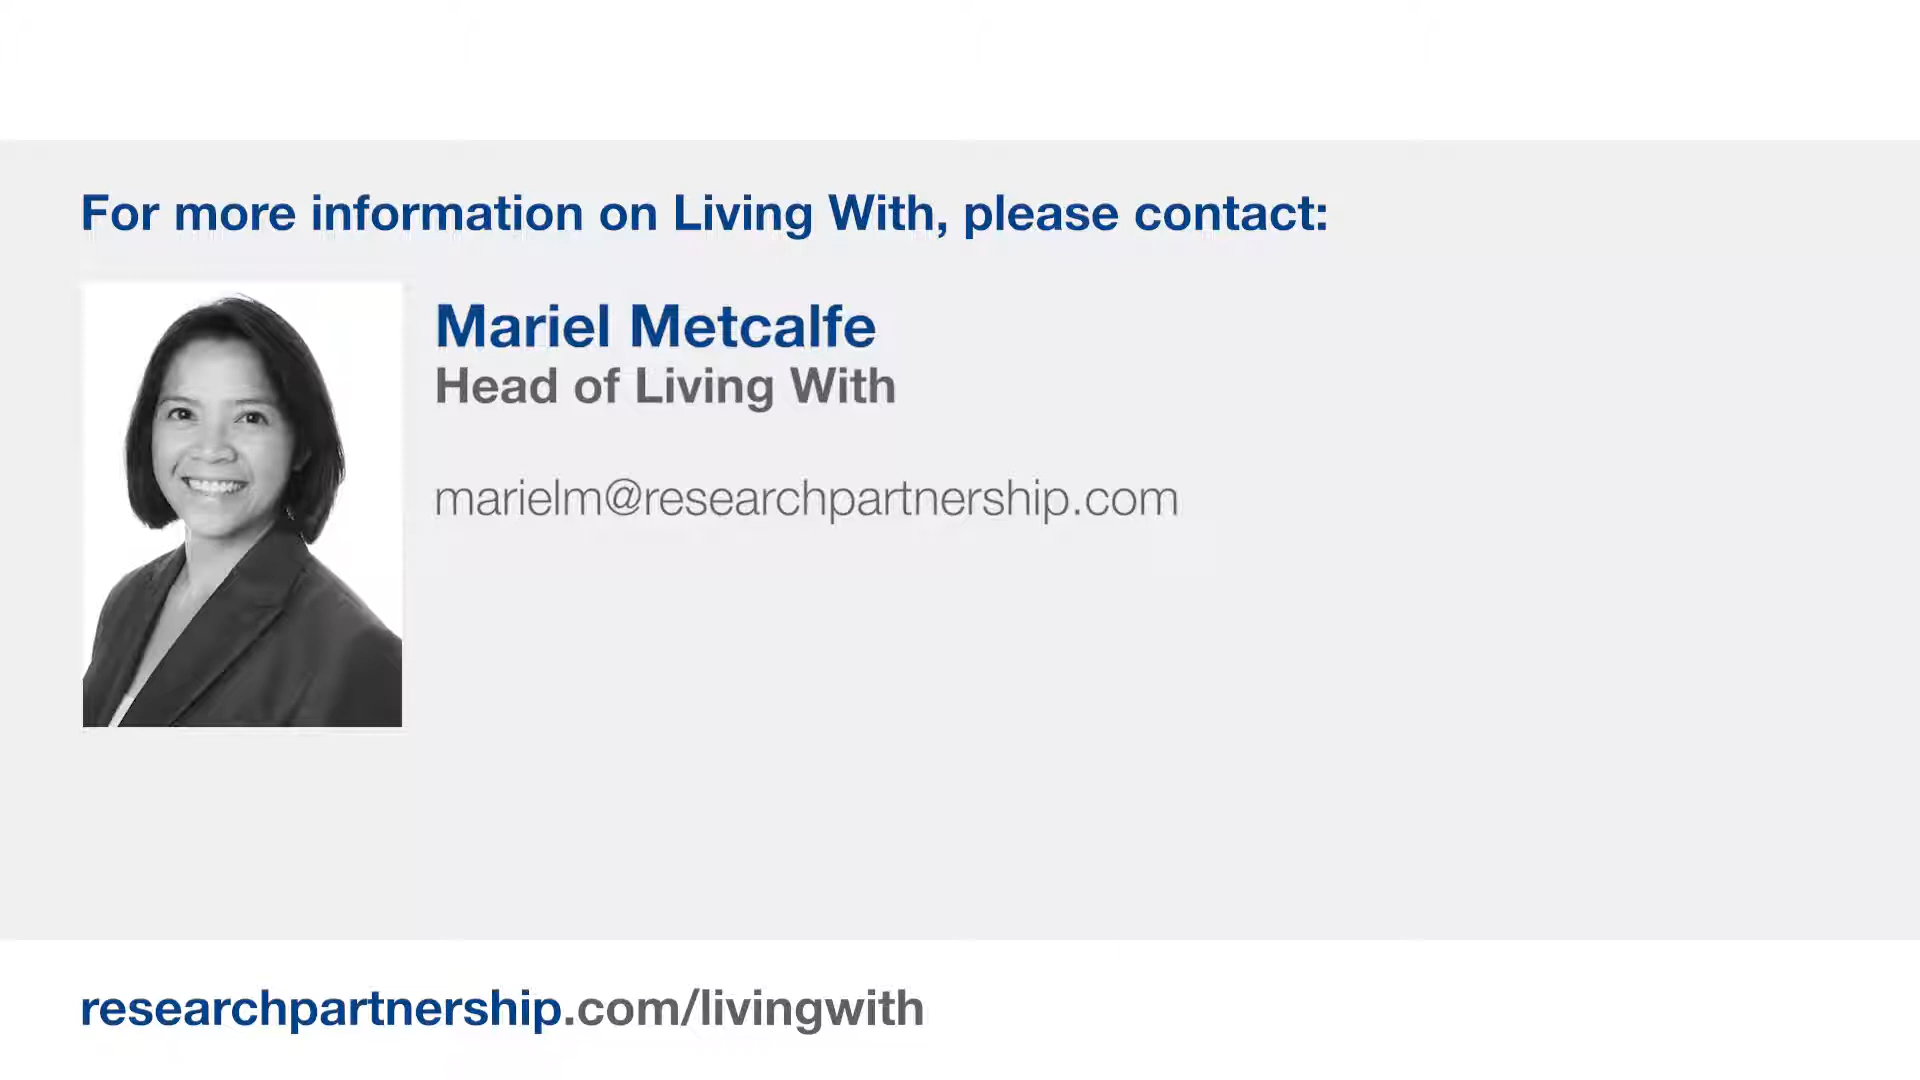 For more information on Living With, please contact:
Mariel Metcalfe
Head of Living With
marielm@researchpartnership.com
researchpartnership.com/livingwith